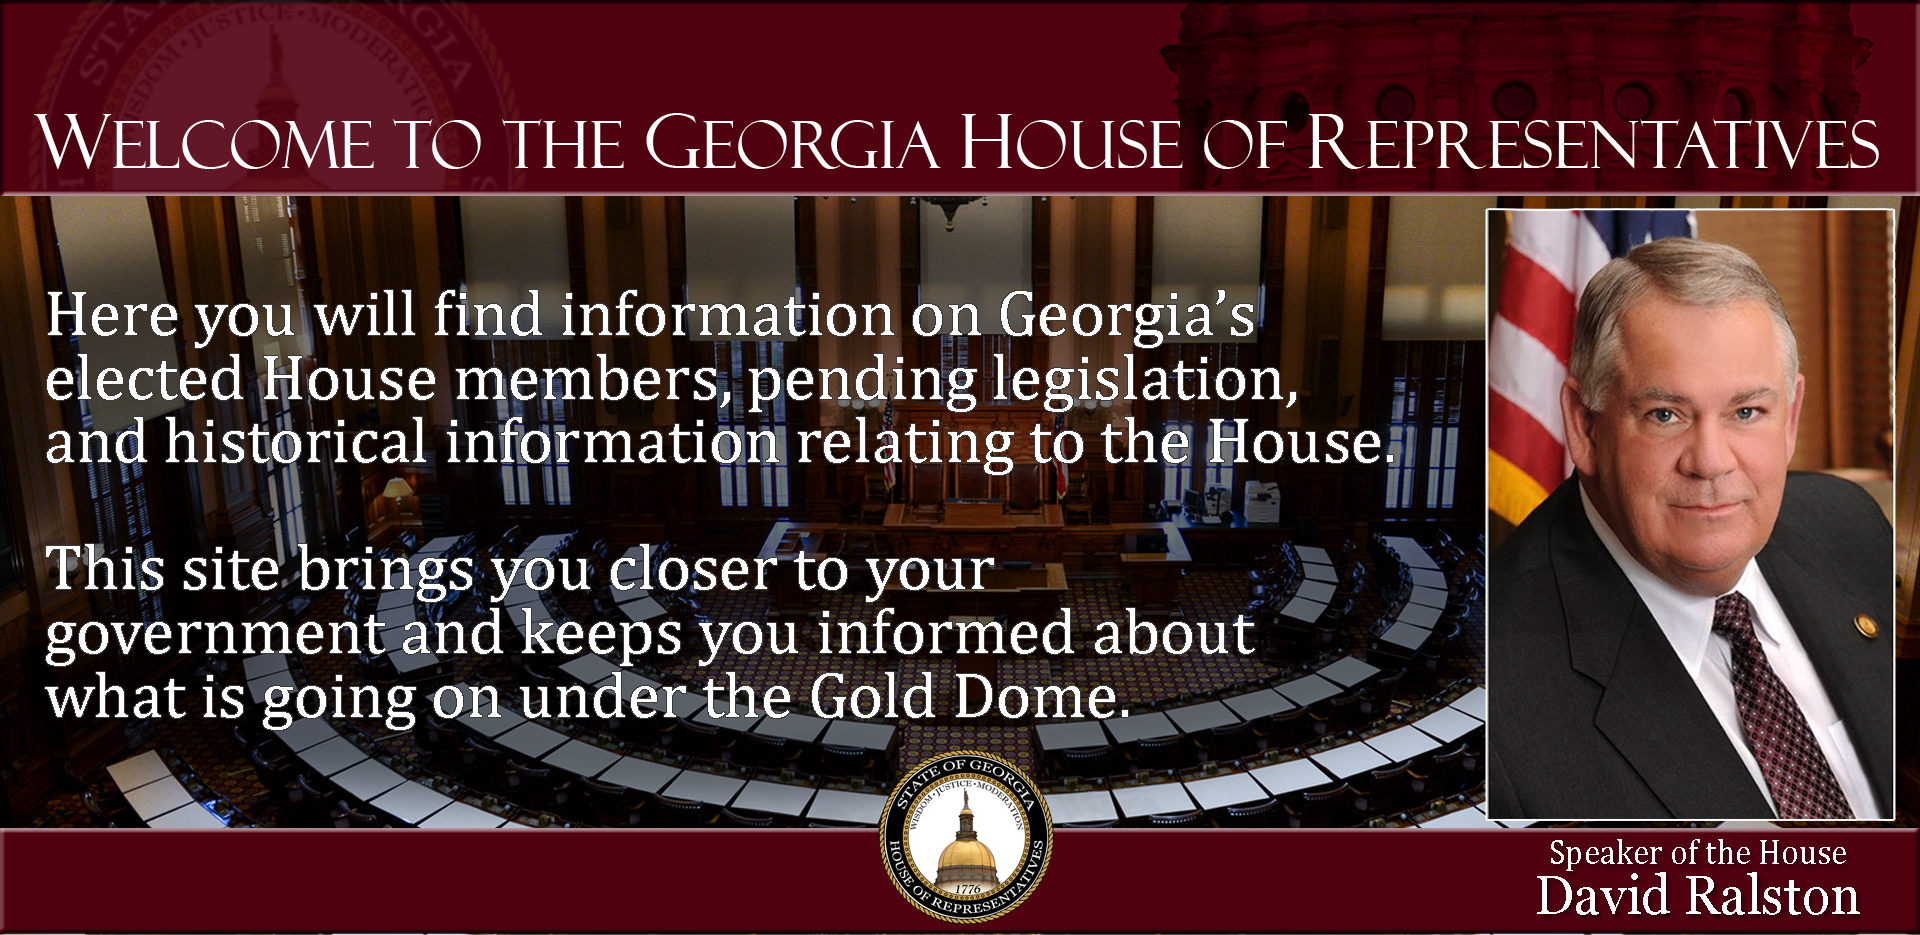 WELCOME TO THE GEORGIA HOUSE OF REPRESENTATIVES
Here you will find information on Georgia’s
elected House members, pending legislation,
and historical information relating to the House.
This site brings you closer to your
government and keeps you informed about
what is going on under the Gold Dome.
STATE OF GEORGIA
WISDOM · JUSTICE · MODERATION
1776
HOUSE OF REPRESENTATIVES
Speaker of the House
David Ralston